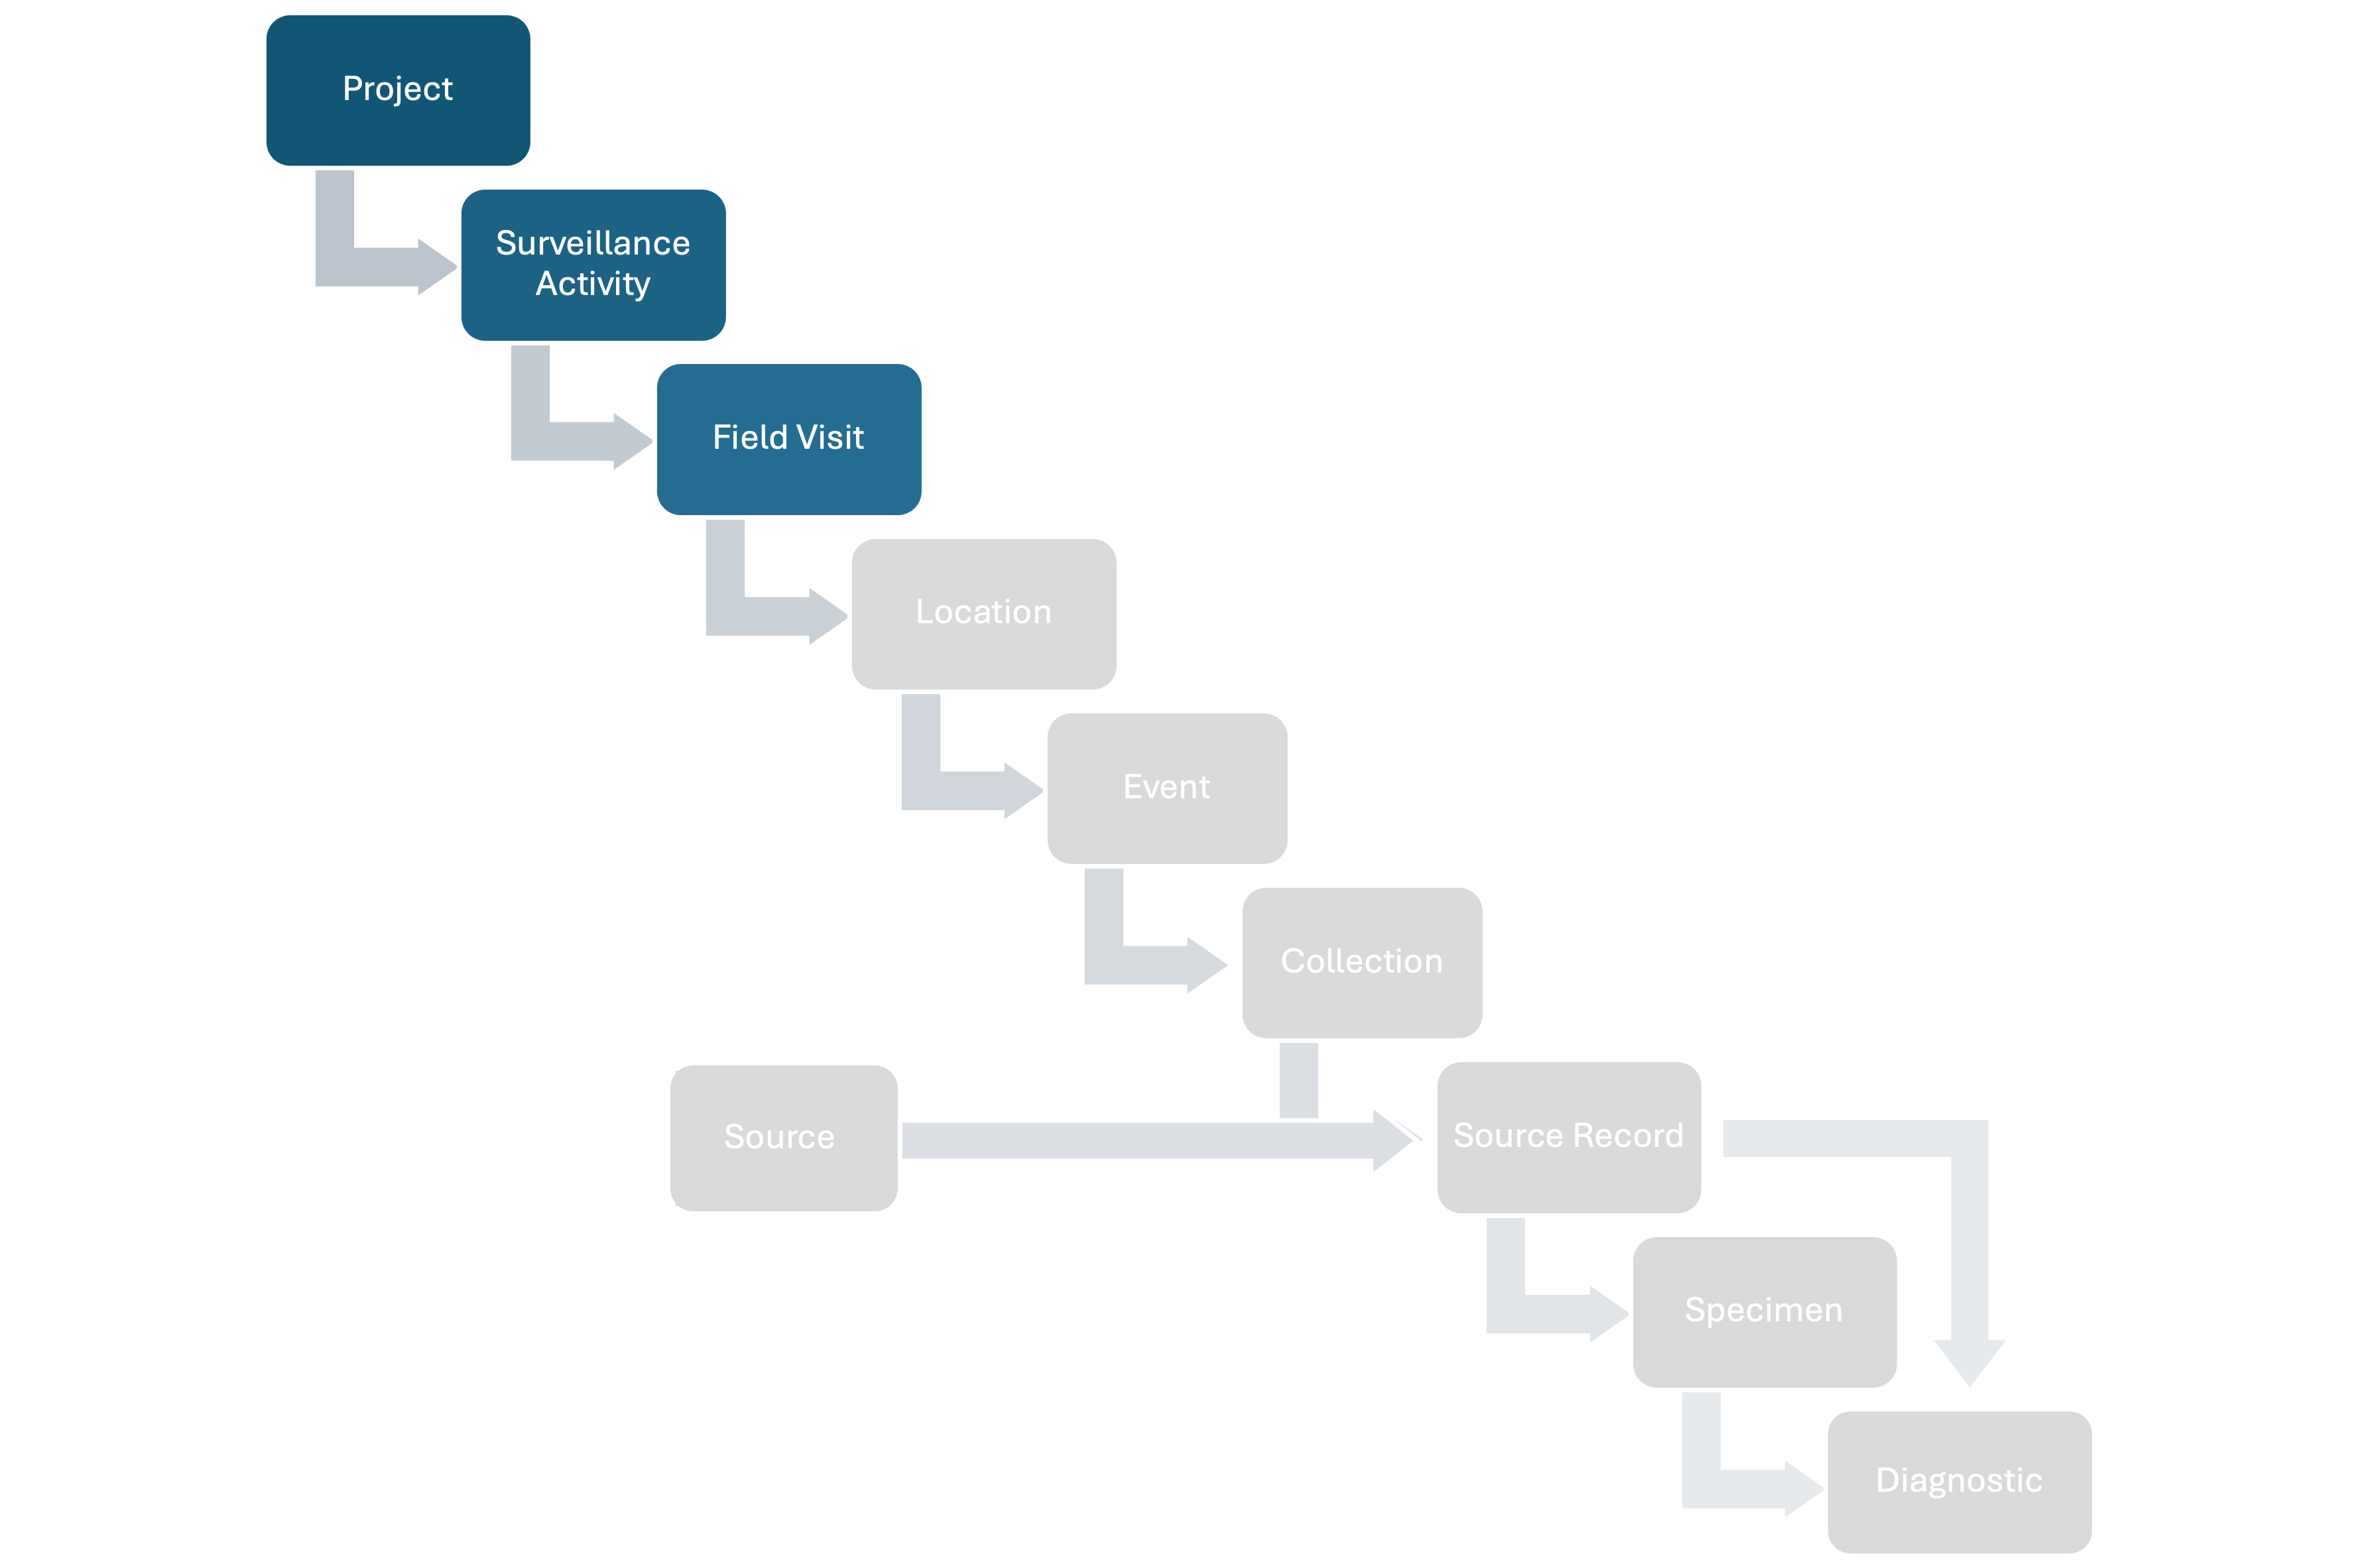 Project
Surveillance
Activity
Field Visit
Location
Event
Collection
Source
Source Record
Specimen
Diagnostic